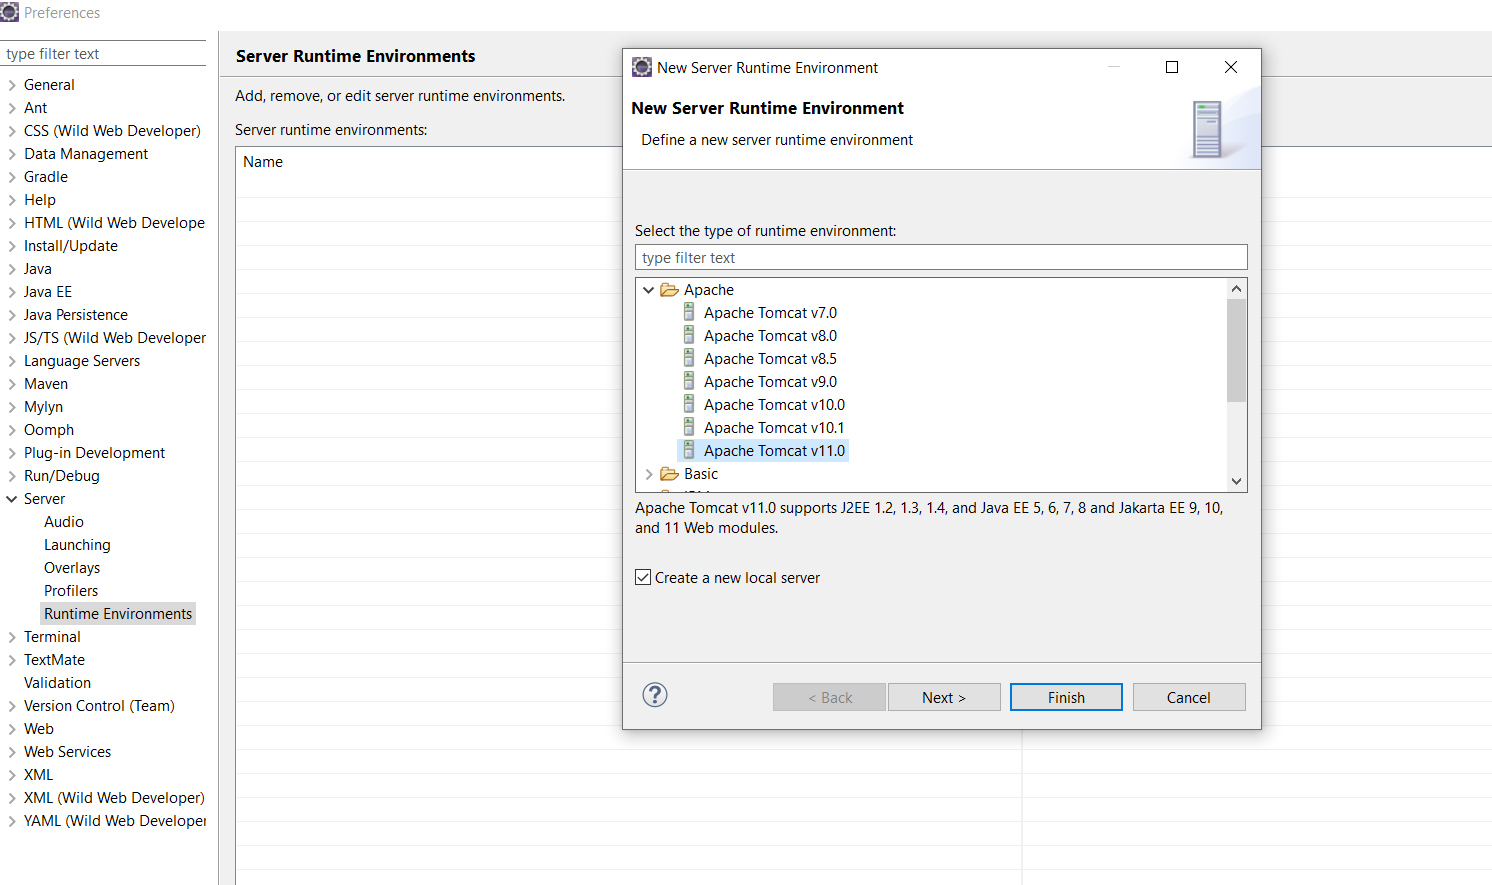 Preferences
type filter text
General
Ant
CSS (Wild Web Developer)
Data Management
Gradle
Help
HTML (Wild Web Develope
Install/Update
Java
Java EE
Java Persistence
JS/TS (Wild Web Developer
Language Servers
Maven
Mylyn
Oomph
Plug-in Development
Run/Debug
Server
Audio
Launching
Overlays
Profilers
Runtime Environments
Terminal
TextMate
Validation
Version Control (Team)
Web
Web Services
XML
XML (Wild Web Developer)
YAML (Wild Web Developer
Server Runtime Environments
Add, remove, or edit server runtime environments.
Server runtime environments:
Name
New Server Runtime Environment
New Server Runtime Environment
Define a new server runtime environment
Select the type of runtime environment:
type filter text
Apache
Apache Tomcat v7.0
Apache Tomcat v8.0
Apache Tomcat v8.5
Apache Tomcat v9.0
Apache Tomcat v10.0
Apache Tomcat v10.1
Apache Tomcat v11.0
Basic
Apache Tomcat v11.0 supports J2EE 1.2, 1.3, 1.4, and Java EE 5, 6, 7, 8 and Jakarta EE 9, 10,
and 11 Web modules.
Create a new local server
?
< Back
Next >
Finish
Cancel